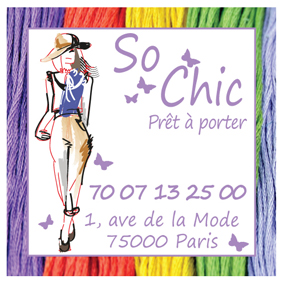 So
Chic
Prêt à porter
70 07 13 25 00
1, ave de la Mode
75000 Paris